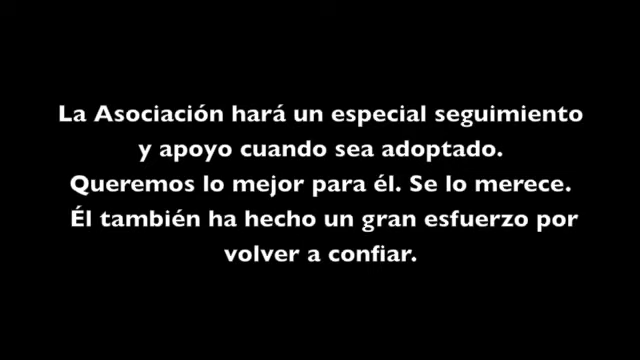 La Asociación hará un especial seguimiento
y apoyo cuando sea adoptado.
Queremos lo mejor para él. Se lo merece.
Él también ha hecho un gran esfuerzo por
volver a confiar.